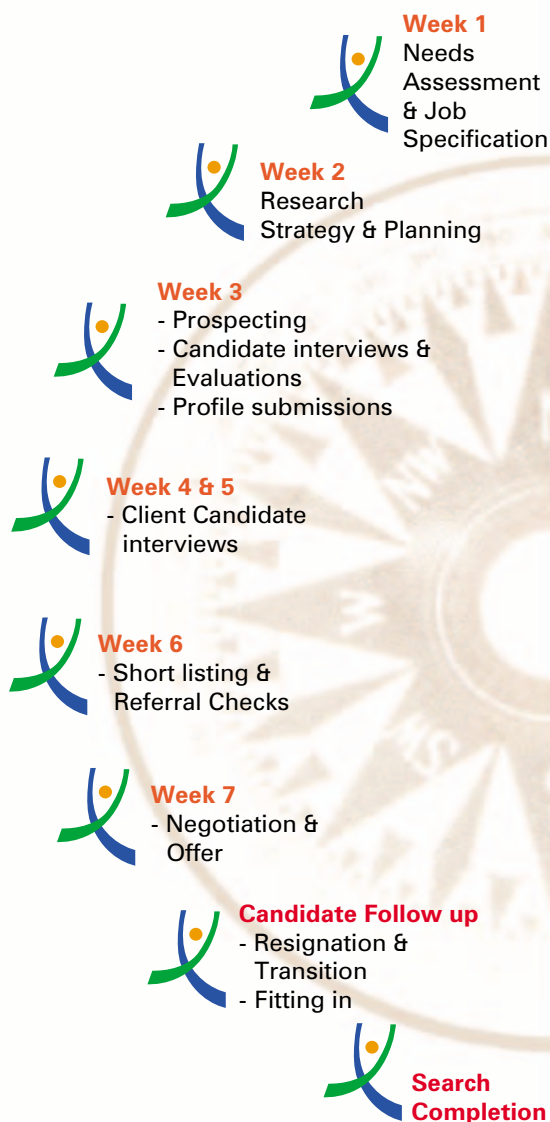 Week 1
Needs
Assessment
& Job
Specification
Week 2
Research
Strategy & Planning
Week 3
- Prospecting
- Candidate interviews &
Evaluations
- Profile submissions
Week 4 & 5
- Client Candidate
interviews
Week 6
- Short listing &
Referral Checks
Week 7
- Negotiation &
Offer
Candidate Follow up
- Resignation &
Transition
- Fitting in
Search
Completion
NW
W
SW